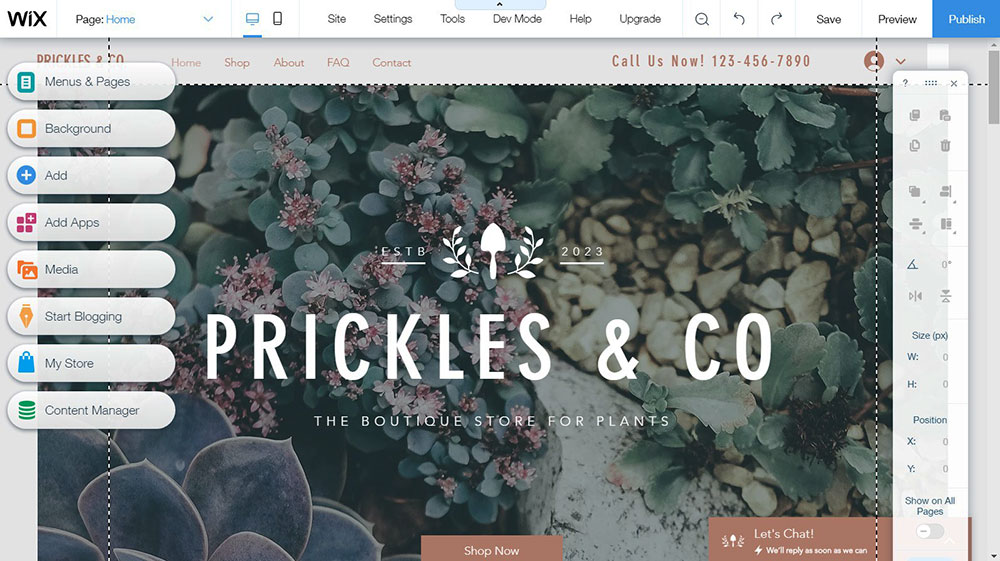 WiX
Page: Home
Site
Settings
Tools
Dev Mode
Help
Upgrade
Save
Preview
Publish
PRICKLES & CO
Home
Shop
About
FAQ
Contact
Call Us Now! 123-456-7890
Menus & Pages
Background
Add
Add Apps
Media
Start Blogging
My Store
Content Manager
ESTB
2023
PRICKLES & CO
THE BOUTIQUE STORE FOR PLANTS
Shop Now
Let's Chat!
We'll reply as soon as we can
?
0°
Size (px)
W: 0
H: 0
Position
X: 0
Y: 0
Show on All
Pages